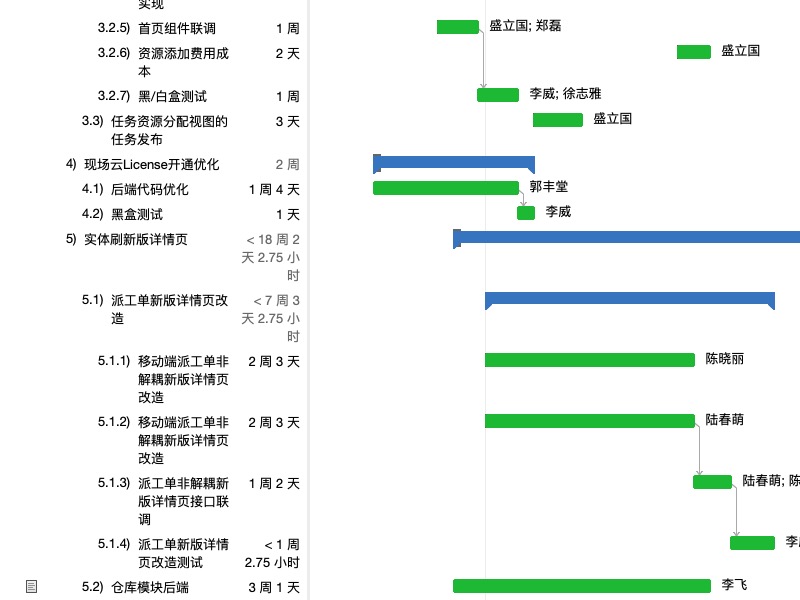 实现
3.2.5) 首页组件联调 1 周 盛立国; 郑磊
3.2.6) 资源添加费用成 2 天 盛立国
本
3.2.7) 黑/白盒测试 1 周 李威; 徐志雅
3.3) 任务资源分配视图的 3 天 盛立国
任务发布
4) 现场云License开通优化 2 周
4.1) 后端代码优化 1 周 4 天 郭丰堂
4.2) 黑盒测试 1 天 李威
5) 实体刷新版详情页 < 18 周 2
天 2.75 小
时
5.1) 派工单新版详情页改 < 7 周 3
造 天 2.75 小
时
5.1.1) 移动端派工单非 2 周 3 天 陈晓丽
解耦新版详情页
改造
5.1.2) 移动端派工单非 2 周 3 天 陆春萌
解耦新版详情页
改造
5.1.3) 派工单非解耦新 1 周 2 天 陆春萌; 陈
版详情页接口联
调
5.1.4) 派工单新版详情 < 1 周 李
页改造测试 2.75 小时
5.2) 仓库模块后端 3 周 1 天 李飞